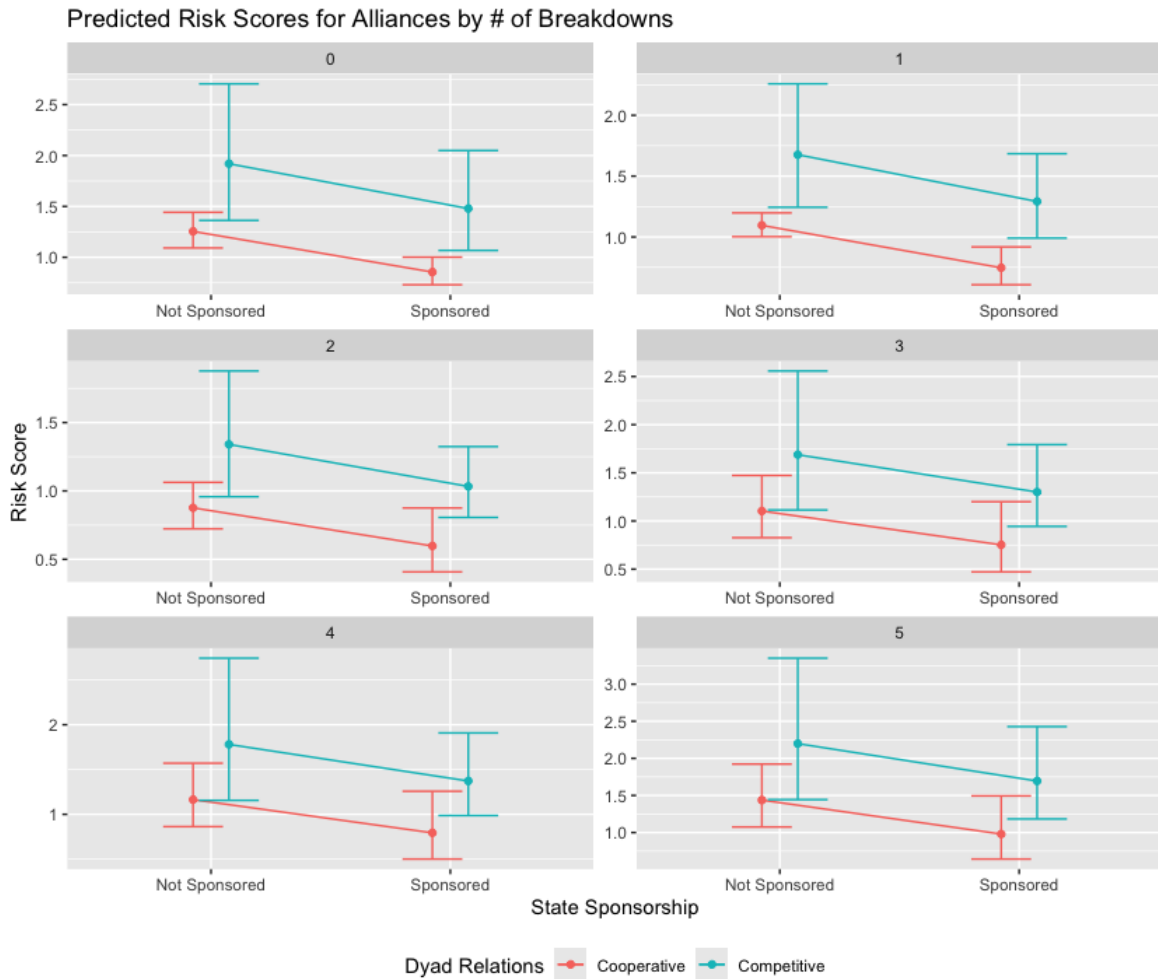 Predicted Risk Scores for Alliances by # of Breakdowns
0
1
2.5
2.0
1.5
1.0
2.0
1.5
1.0
Not Sponsored
Sponsored
Not Sponsored
Sponsored
2
3
Risk Score
1.5
1.0
0.5
2.5
2.0
1.5
1.0
0.5
Not Sponsored
Sponsored
Not Sponsored
Sponsored
4
5
2
1
3.0
2.5
2.0
1.5
1.0
Not Sponsored
Sponsored
Not Sponsored
Sponsored
State Sponsorship
Dyad Relations Cooperative Competitive